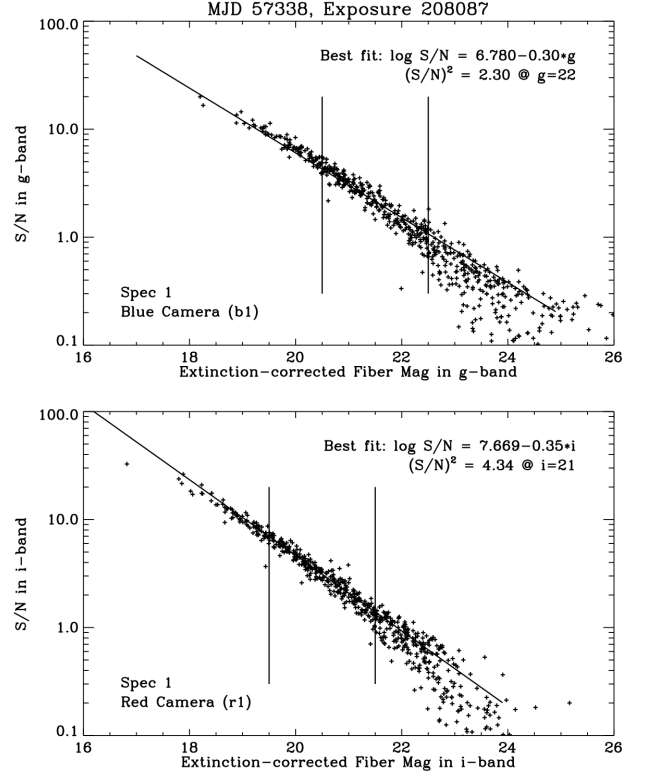 MJD 57338, Exposure 208087
100.0
10.0
1.0
0.1
S/N in g-band
Best fit: log S/N = 6.780-0.30*g
(S/N)² = 2.30 @ g=22
Spec 1
Blue Camera (b1)
16 18 20 22 24 26
Extinction-corrected Fiber Mag in g-band
100.0
10.0
1.0
0.1
S/N in i-band
Best fit: log S/N = 7.669-0.35*i
(S/N)² = 4.34 @ i=21
Spec 1
Red Camera (r1)
16 18 20 22 24 26
Extinction-corrected Fiber Mag in i-band